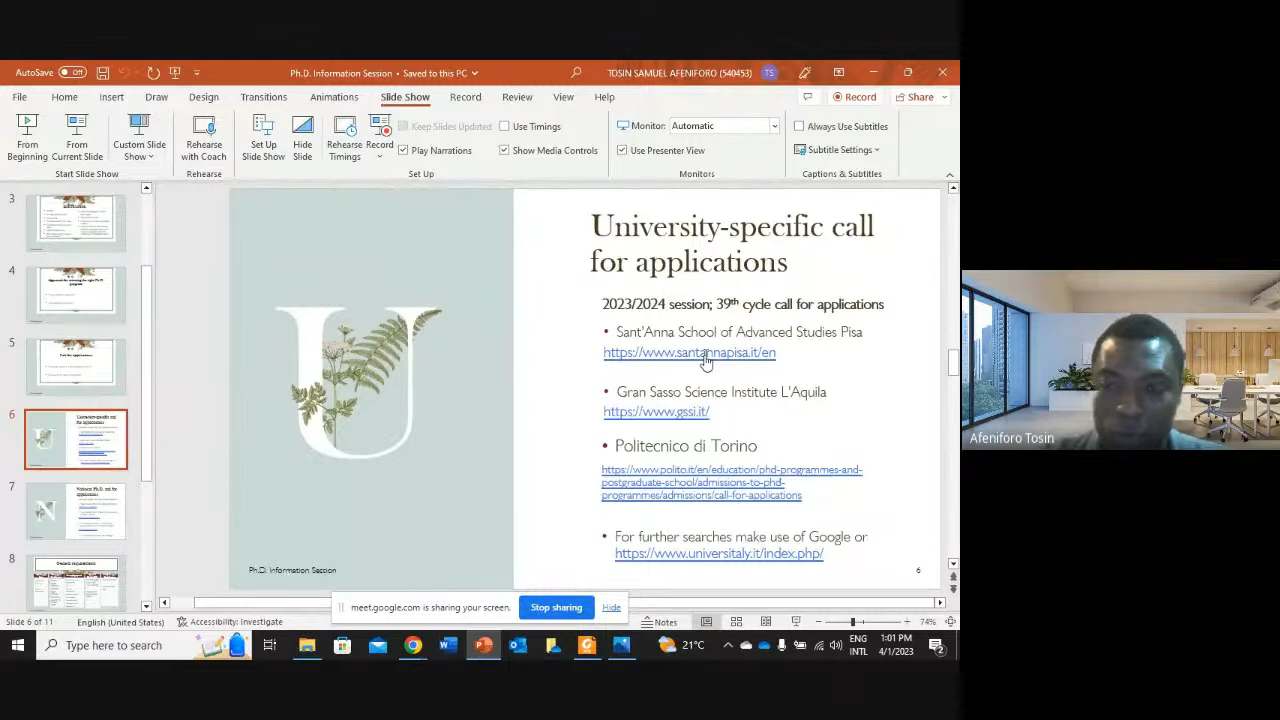 AutoSave Off Ph.D. Information Session • Saved to this PC TOSIN SAMUEL AFENIFORO (540453) TS
File Home Insert Draw Design Transitions Animations Slide Show Record Review View Help Record Share
From Beginning
From Current Slide
Custom Slide Show
Start Slide Show
Rehearse with Coach
Rehearse
Set Up Slide Show
Hide Slide
Rehearse Timings
Record
Keep Slides Updated
Play Narrations
Use Timings
Show Media Controls
Set Up
Monitor: Automatic
Use Presenter View
Monitors
Always Use Subtitles
Subtitle Settings
Captions & Subtitles
3
4
5
6
7
8
University-specific call
for applications
2023/2024 session; 39th cycle call for applications
• Sant'Anna School of Advanced Studies Pisa
https://www.santannapisa.it/en
• Gran Sasso Science Institute L'Aquila
https://www.gssi.it/
• Politecnico di Torino
https://www.polito.it/en/education/phd-programmes-and-
postgraduate-school/admissions-to-phd-
programmes/admissions/call-for-applications
• For further searches make use of Google or
https://www.universitaly.it/index.php/
U
Ph.D. Information Session
6
Afeniforo Tosin
meet.google.com is sharing your screen. Stop sharing Hide
Slide 6 of 11 English (United States) Accessibility: Investigate Notes 74%
Type here to search
21°C
ENG
INTL
1:01 PM
4/1/2023
2